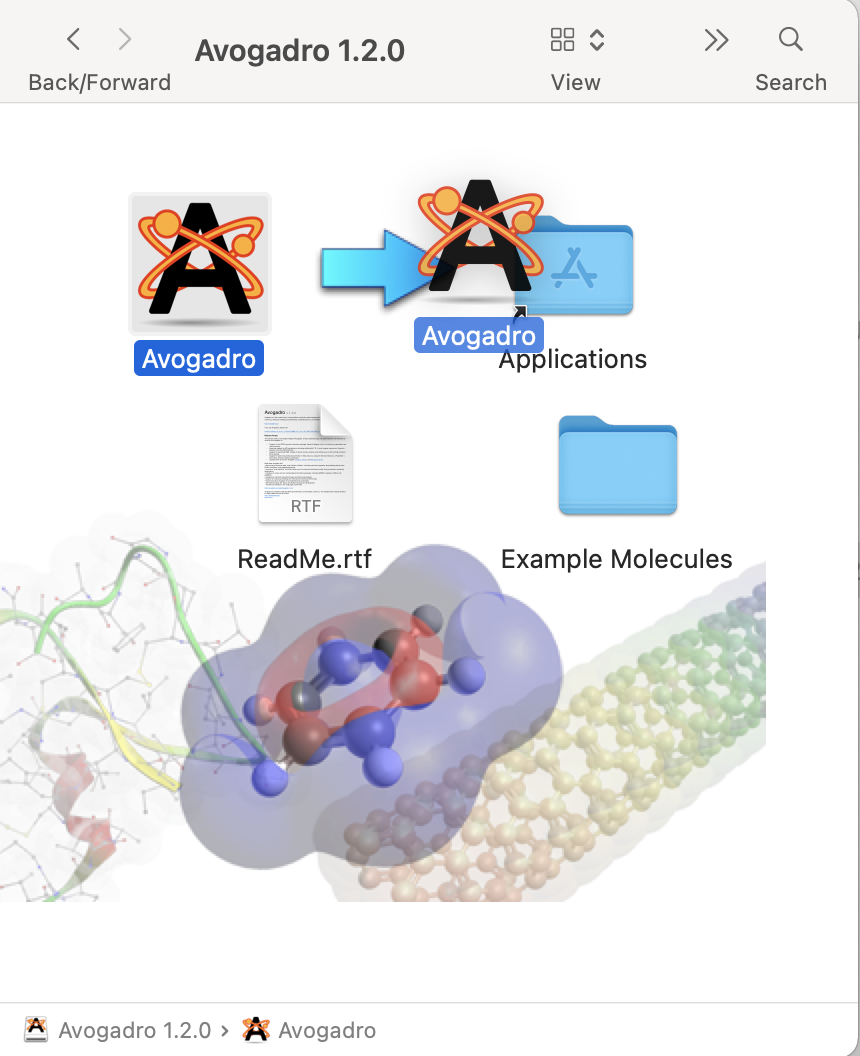 Avogadro 1.2.0
Back/Forward
View
Search
Avogadro
Avogadro
Applications
RTF
ReadMe.rtf
Example Molecules
Avogadro 1.2.0 › Avogadro